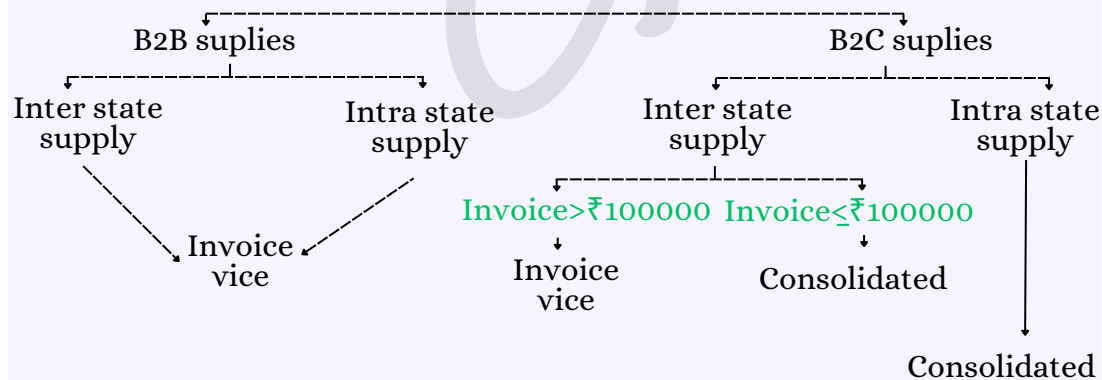 B2B suplies
B2C suplies
Inter state
supply
Intra state
supply
Inter state
supply
Intra state
supply
Invoice>₹100000
Invoice≤₹100000
Invoice
vice
Invoice
vice
Consolidated
Consolidated